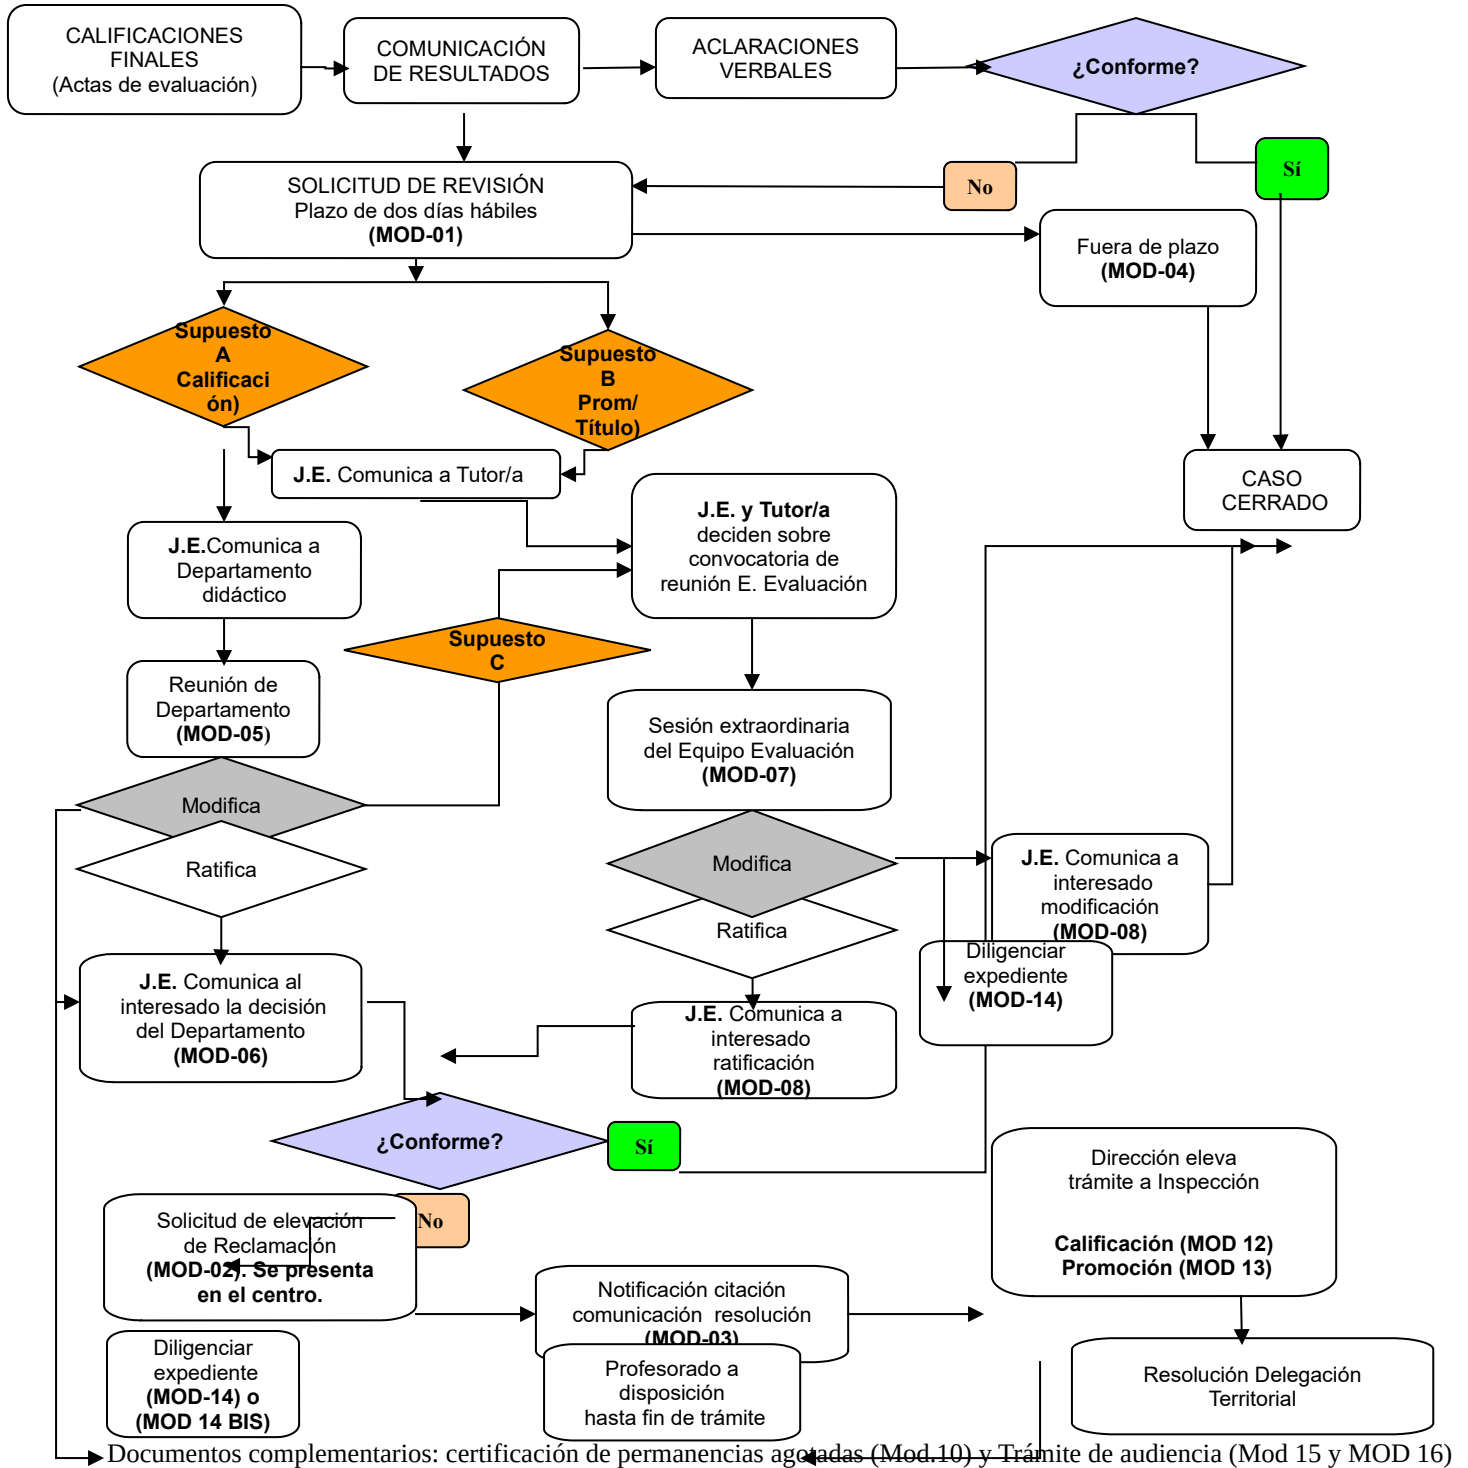 CALIFICACIONES
FINALES
(Actas de evaluación)
COMUNICACIÓN
DE RESULTADOS
ACLARACIONES
VERBALES
¿Conforme?
No
Sí
SOLICITUD DE REVISIÓN
Plazo de dos días hábiles
(MOD-01)
Fuera de plazo
(MOD-04)
Supuesto
A
Calificaci
ón)
Supuesto
B
Prom/
Título)
J.E. Comunica a Tutor/a
CASO
CERRADO
J.E. y Tutor/a
deciden sobre
convocatoria de
reunión E. Evaluación
J.E.Comunica a
Departamento
didáctico
Supuesto
C
Reunión de
Departamento
(MOD-05)
Sesión extraordinaria
del Equipo Evaluación
(MOD-07)
Modifica
Ratifica
Modifica
Ratifica
J.E. Comunica a
interesado
modificación
(MOD-08)
Diligenciar
expediente
(MOD-14)
J.E. Comunica al
interesado la decisión
del Departamento
(MOD-06)
J.E. Comunica a
interesado
ratificación
(MOD-08)
¿Conforme?
Sí
No
Dirección eleva
trámite a Inspección
Calificación (MOD 12)
Promoción (MOD 13)
Solicitud de elevación
de Reclamación
(MOD-02). Se presenta
en el centro.
Notificación citación
comunicación resolución
(MOD-03)
Diligenciar
expediente
(MOD-14) o
(MOD 14 BIS)
Profesorado a
disposición
hasta fin de trámite
Resolución Delegación
Territorial
Documentos complementarios: certificación de permanencias agotadas (Mod.10) y Trámite de audiencia (Mod 15 y MOD 16)